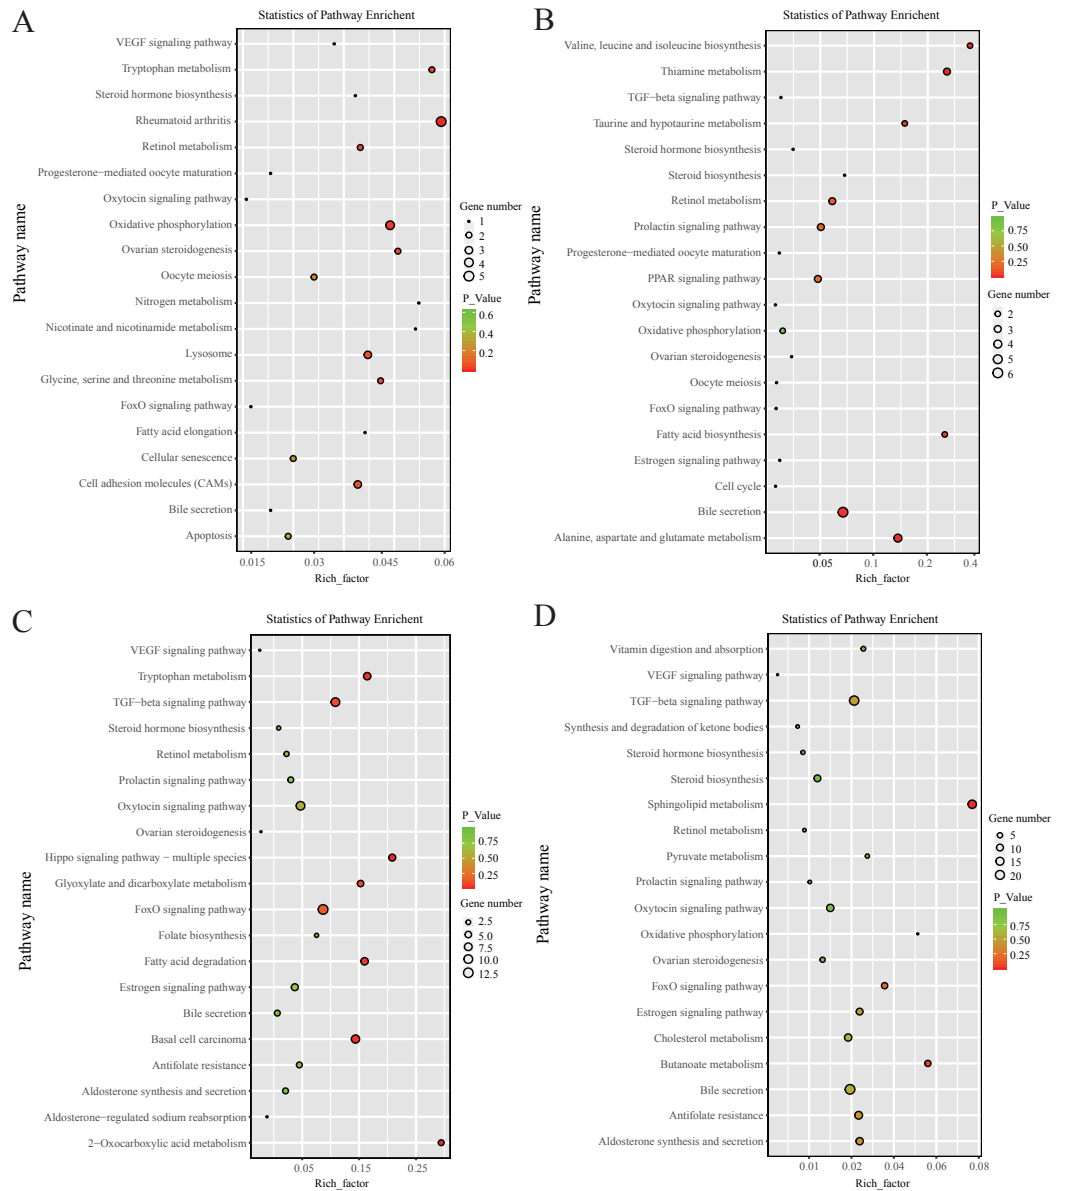 A
Statistics of Pathway Enrichent
Pathway name
VEGF signaling pathway
Tryptophan metabolism
Steroid hormone biosynthesis
Rheumatoid arthritis
Retinol metabolism
Progesterone−mediated oocyte maturation
Oxytocin signaling pathway
Oxidative phosphorylation
Ovarian steroidogenesis
Oocyte meiosis
Nitrogen metabolism
Nicotinate and nicotinamide metabolism
Lysosome
Glycine, serine and threonine metabolism
FoxO signaling pathway
Fatty acid elongation
Cellular senescence
Cell adhesion molecules (CAMs)
Bile secretion
Apoptosis
0.015 0.03 0.045 0.06
Rich_factor
Gene number
1
2
3
4
5
P_Value
0.6
0.4
0.2
B
Statistics of Pathway Enrichent
Pathway name
Valine, leucine and isoleucine biosynthesis
Thiamine metabolism
TGF−beta signaling pathway
Taurine and hypotaurine metabolism
Steroid hormone biosynthesis
Steroid biosynthesis
Retinol metabolism
Prolactin signaling pathway
Progesterone−mediated oocyte maturation
PPAR signaling pathway
Oxytocin signaling pathway
Oxidative phosphorylation
Ovarian steroidogenesis
Oocyte meiosis
FoxO signaling pathway
Fatty acid biosynthesis
Estrogen signaling pathway
Cell cycle
Bile secretion
Alanine, aspartate and glutamate metabolism
0.05 0.1 0.2 0.4
Rich_factor
P_Value
0.75
0.50
0.25
Gene number
2
3
4
5
6
C
Statistics of Pathway Enrichent
Pathway name
VEGF signaling pathway
Tryptophan metabolism
TGF−beta signaling pathway
Steroid hormone biosynthesis
Retinol metabolism
Prolactin signaling pathway
Oxytocin signaling pathway
Ovarian steroidogenesis
Hippo signaling pathway − multiple species
Glyoxylate and dicarboxylate metabolism
FoxO signaling pathway
Folate biosynthesis
Fatty acid degradation
Estrogen signaling pathway
Bile secretion
Basal cell carcinoma
Antifolate resistance
Aldosterone synthesis and secretion
Aldosterone−regulated sodium reabsorption
2−Oxocarboxylic acid metabolism
0.05 0.15 0.25
Rich_factor
P_Value
0.75
0.50
0.25
Gene number
2.5
5.0
7.5
10.0
12.5
D
Statistics of Pathway Enrichent
Pathway name
Vitamin digestion and absorption
VEGF signaling pathway
TGF−beta signaling pathway
Synthesis and degradation of ketone bodies
Steroid hormone biosynthesis
Steroid biosynthesis
Sphingolipid metabolism
Retinol metabolism
Pyruvate metabolism
Prolactin signaling pathway
Oxytocin signaling pathway
Oxidative phosphorylation
Ovarian steroidogenesis
FoxO signaling pathway
Estrogen signaling pathway
Cholesterol metabolism
Butanoate metabolism
Bile secretion
Antifolate resistance
Aldosterone synthesis and secretion
0.01 0.02 0.04 0.06 0.08
Rich_factor
Gene number
5
10
15
20
P_Value
0.75
0.50
0.25